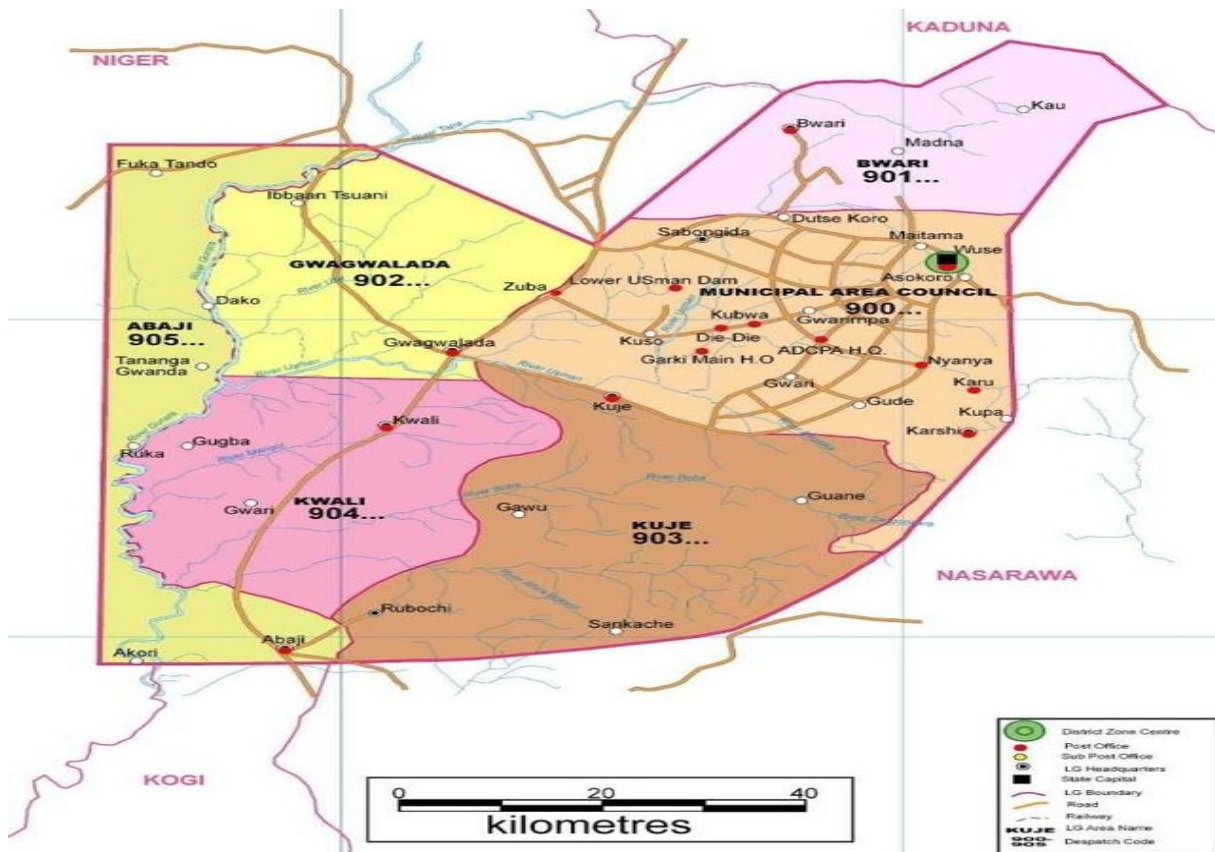 KADUNA
NIGER
Kau
Bwari
Madna
BWARI
901...
Fuka Tando
Ibbaan Tsuani
Dutse Koro
Sabongida
Maitama
Wuse
GWAGWALADA
902...
Zuba
Lower USman Dam
Asokoro
MUNICIPAL AREA COUNCIL
900...
Dako
ABAJI
905...
Kubwa
Gwarimpa
Kuso
Die-Die
Gwagwalada
Garki Main H.O
ADCPA H.Q.
Tananga
Gwanda
Nyanya
Gwari
Karu
Kuje
Gude
Kupa
Kwali
Karshi
Gugba
Ruka
KWALI
904...
Gwari
Guane
Gawu
KUJE
903...
NASARAWA
Rubochi
Sankache
Abaji
Akori
KOGI
0 20 40
kilometres
District Zone Centre
Post Office
Sub Post Office
LG Headquarters
State Capital
LG Boundary
Road
Railway
KUJE LG Area Name
900-
905 Despatch Code